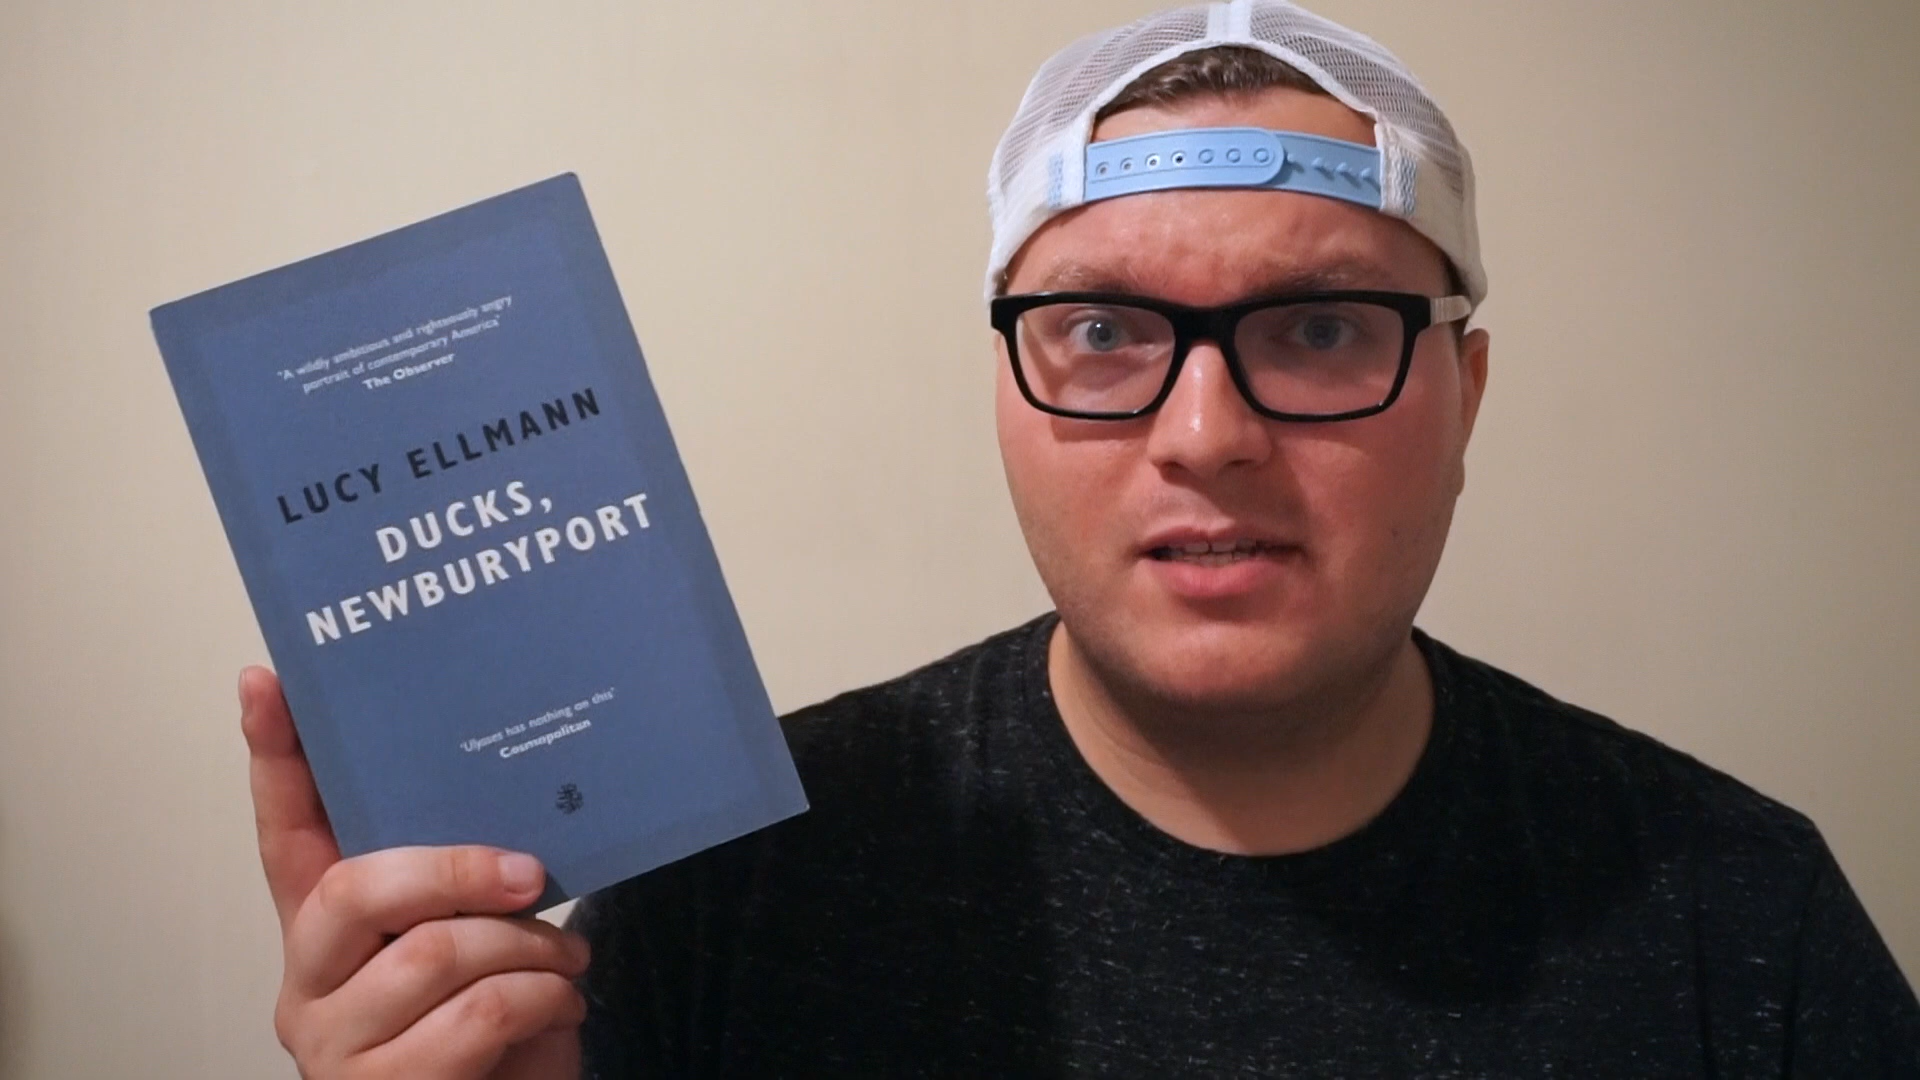 "A wildly ambitious and righteously angry
portrait of contemporary America"
The Observer
LUCY ELLMANN
DUCKS,
NEWBURYPORT
"Ulysses has nothing on this"
Cosmopolitan